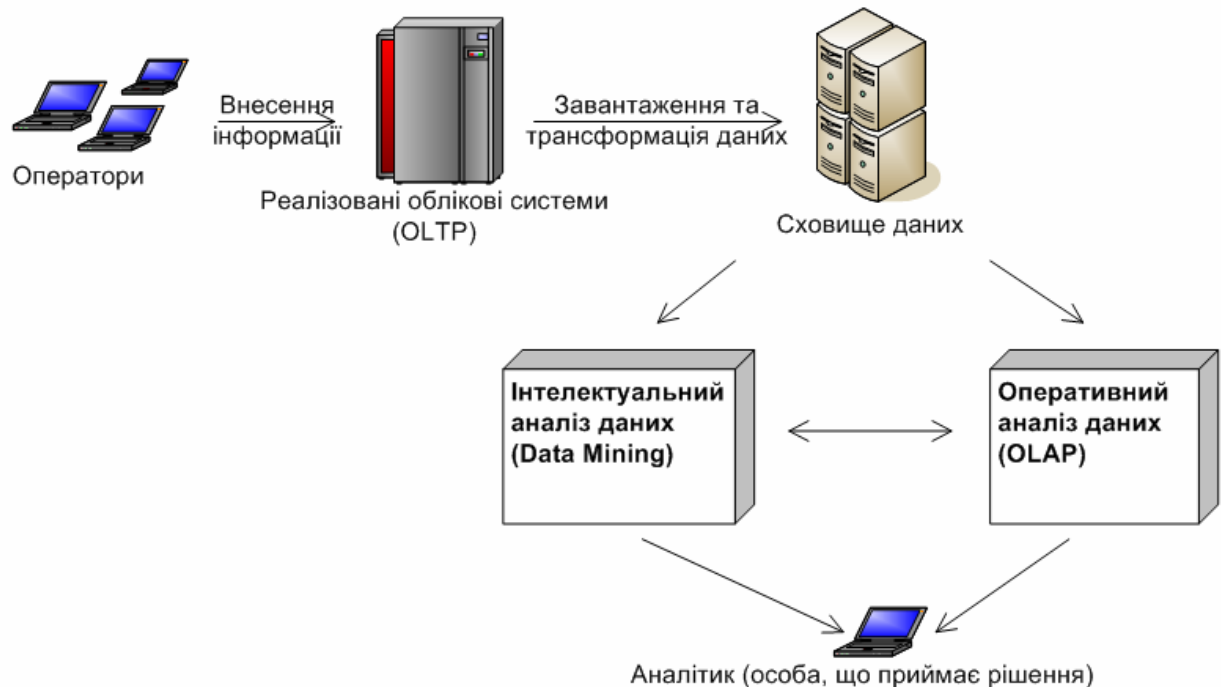 Оператори
Внесення
інформації
Реалізовані облікові системи
(OLTP)
Завантаження та
трансформація даних
Сховище даних
Інтелектуальний
аналіз даних
(Data Mining)
Оперативний
аналіз даних
(OLAP)
Аналітик (особа, що приймає рішення)